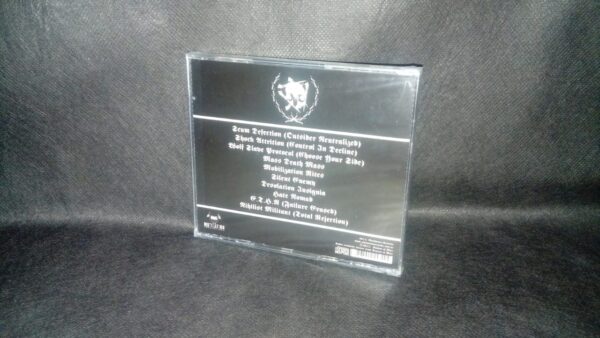 Scum Defection (Outsider Neutralized)
Shock Attrition (Control In Decline)
Wolf Slave Protocol (Choose Your Side)
Mass Death Mass
Mobilization Rites
Silent Enemy
Desolation Insignia
Hate Nomad
S.T.H.N (Failure Erased)
Nihilist Militant (Total Rejection)